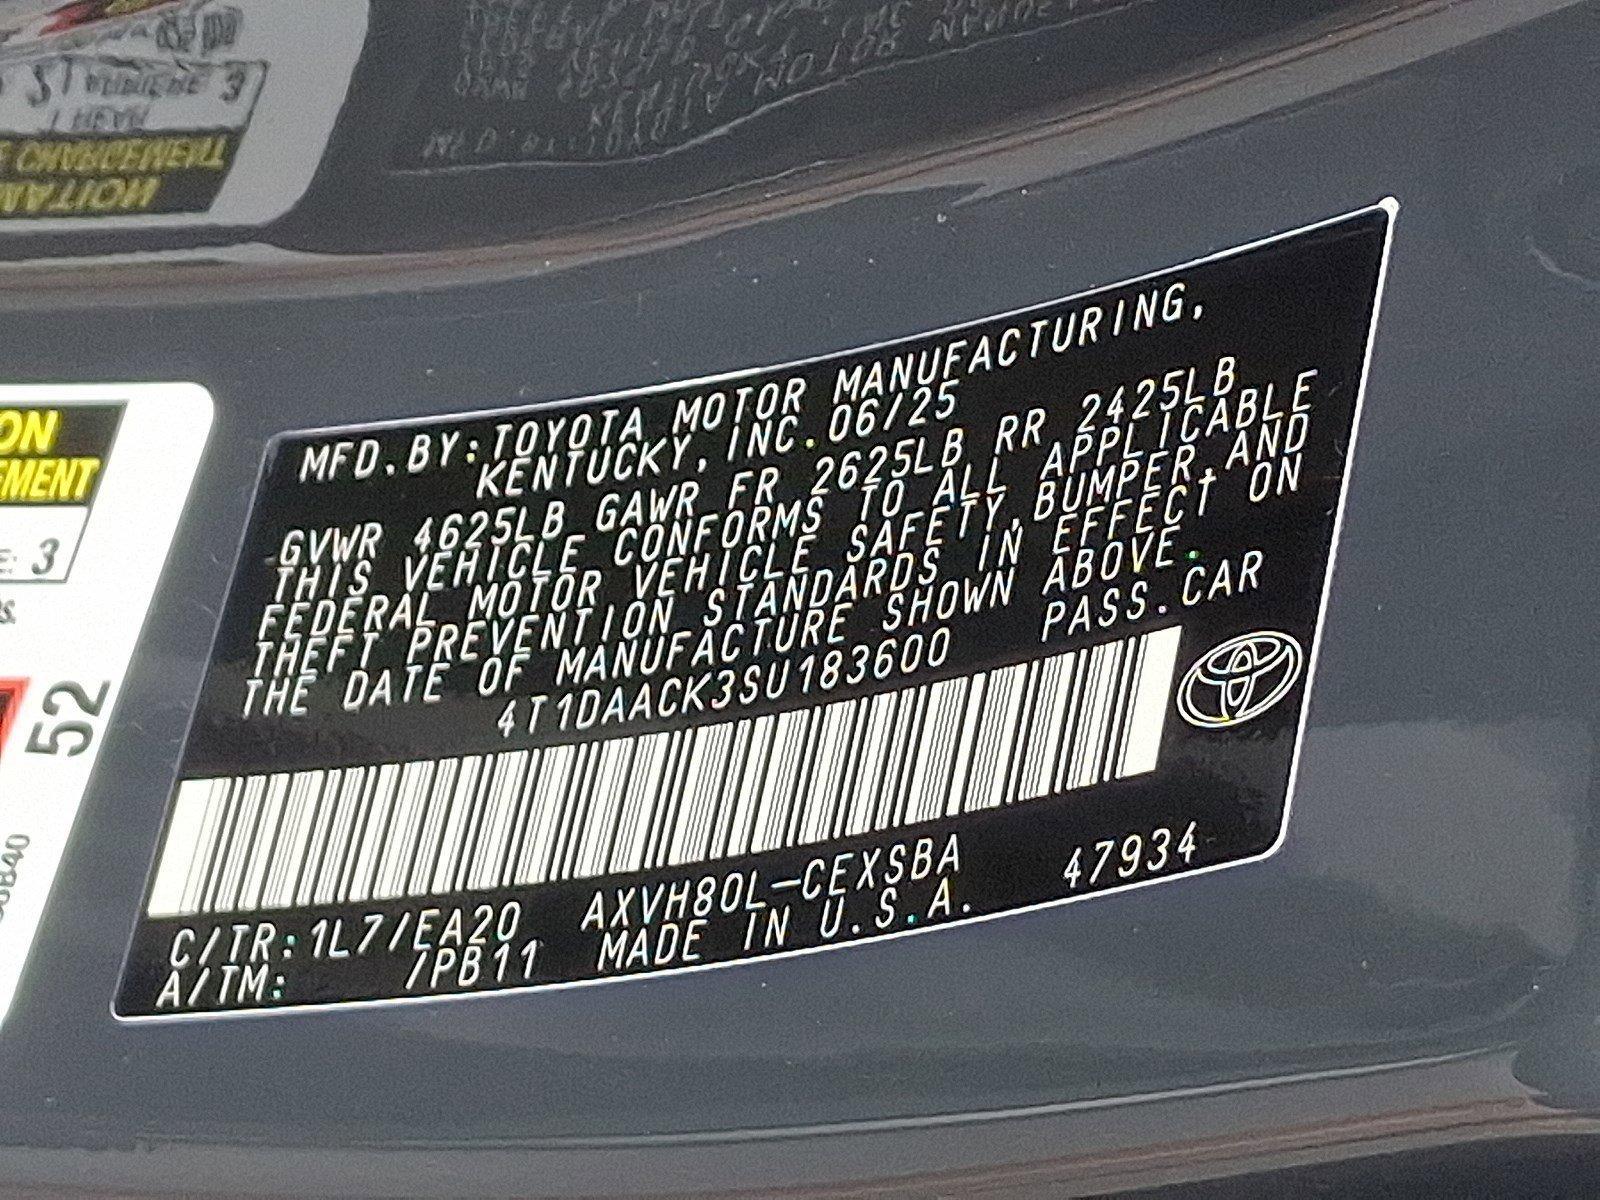 MFD.BY:TOYOTA MOTOR MANUFACTURING,
KENTUCKY, INC.06/25
GVWR 4625LB GAWR FR 2625LB RR 2425LB
THIS VEHICLE CONFORMS TO ALL APPLICABLE
FEDERAL MOTOR VEHICLE SAFETY,BUMPER,AND
THEFT PREVENTION STANDARDS IN EFFECT ON
THE DATE OF MANUFACTURE SHOWN ABOVE.
4T1DAACK3SU183600 PASS.CAR
C/TR:1L7/EA20 AXVH80L-CEXSBA 47934
A/TM: /PB11 MADE IN U.S.A.
ON
EMENT
E: 3
52